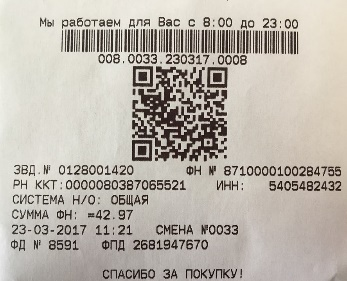 Мы работаем для Вас с 8:00 до 23:00
008.0033.230317.0008
ЗВД.№ 0128001420 ФН № 8710000100284755
РН ККТ:0000080387065521 ИНН: 5405482432
СИСТЕМА Н/О: ОБЩАЯ
СУММА ФН: =42.97
23-03-2017 11:21 СМЕНА №0033
ФД № 8591 ФПД 2681947670
СПАСИБО ЗА ПОКУПКУ!